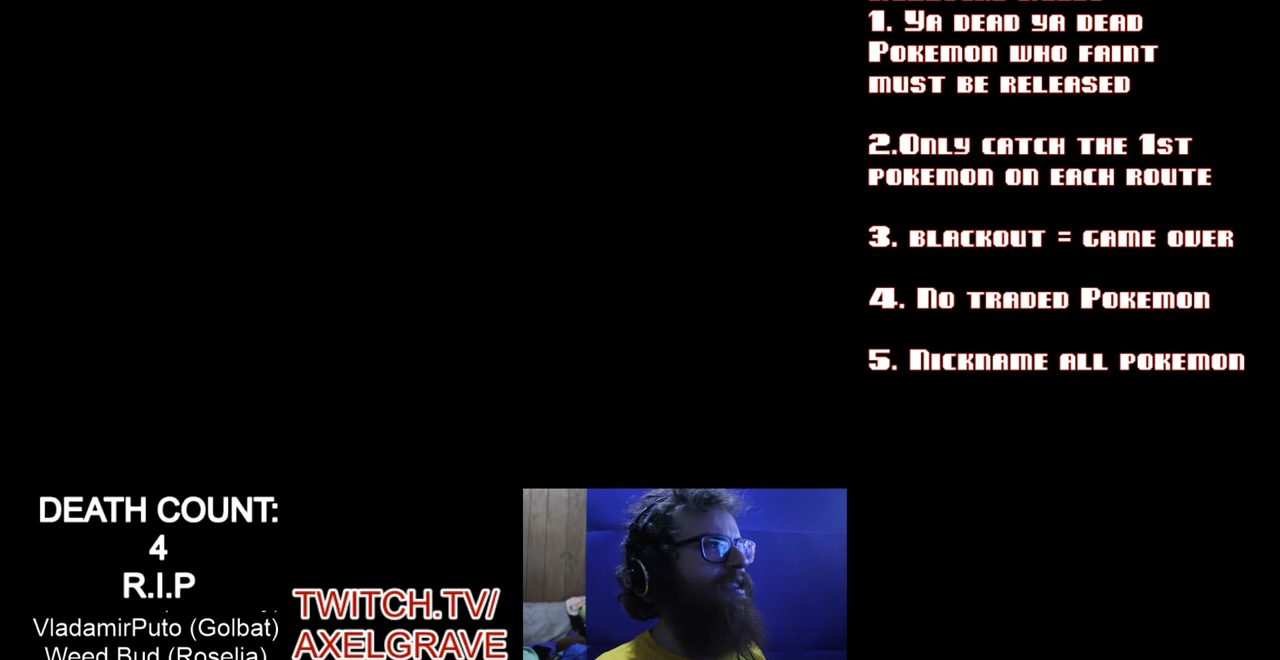 1. Ya dead ya dead
Pokemon who faint
must be released
2.Only catch the 1st
pokemon on each route
3. blackout = game over
4. No traded Pokemon
5. Nickname all pokemon
DEATH COUNT:
4
R.I.P
VladamirPuto (Golbat)
Weed Bud (Roselia)
TWITCH.TV/
AXELGRAVE